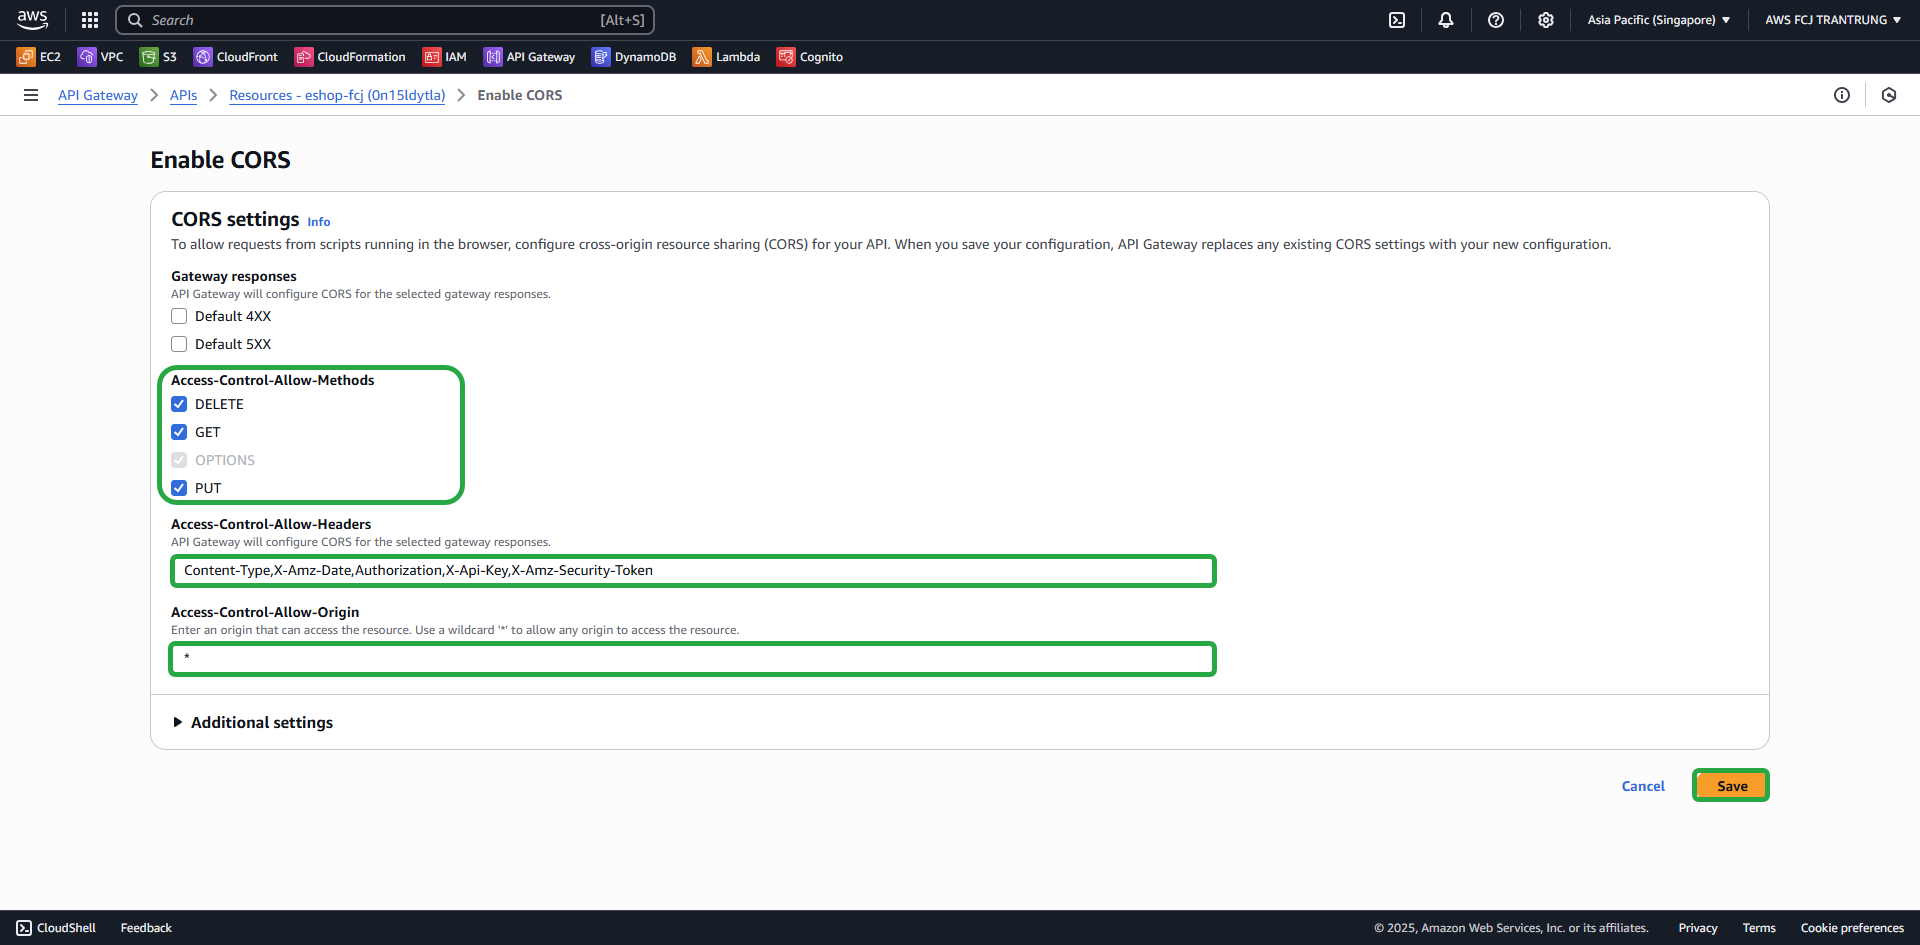 aws
Search [Alt+S] Asia Pacific (Singapore) AWS FCJ TRANTRUNG
EC2 VPC S3 CloudFront CloudFormation IAM API Gateway DynamoDB Lambda Cognito
API Gateway APIs Resources - eshop-fcj (0n15ldytla) Enable CORS
Enable CORS
CORS settings Info
To allow requests from scripts running in the browser, configure cross-origin resource sharing (CORS) for your API. When you save your configuration, API Gateway replaces any existing CORS settings with your new configuration.
Gateway responses
API Gateway will configure CORS for the selected gateway responses.
Default 4XX
Default 5XX
Access-Control-Allow-Methods
DELETE
GET
OPTIONS
PUT
Access-Control-Allow-Headers
API Gateway will configure CORS for the selected gateway responses.
Content-Type,X-Amz-Date,Authorization,X-Api-Key,X-Amz-Security-Token
Access-Control-Allow-Origin
Enter an origin that can access the resource. Use a wildcard '*' to allow any origin to access the resource.
*
Additional settings
Cancel Save
CloudShell Feedback © 2025, Amazon Web Services, Inc. or its affiliates. Privacy Terms Cookie preferences